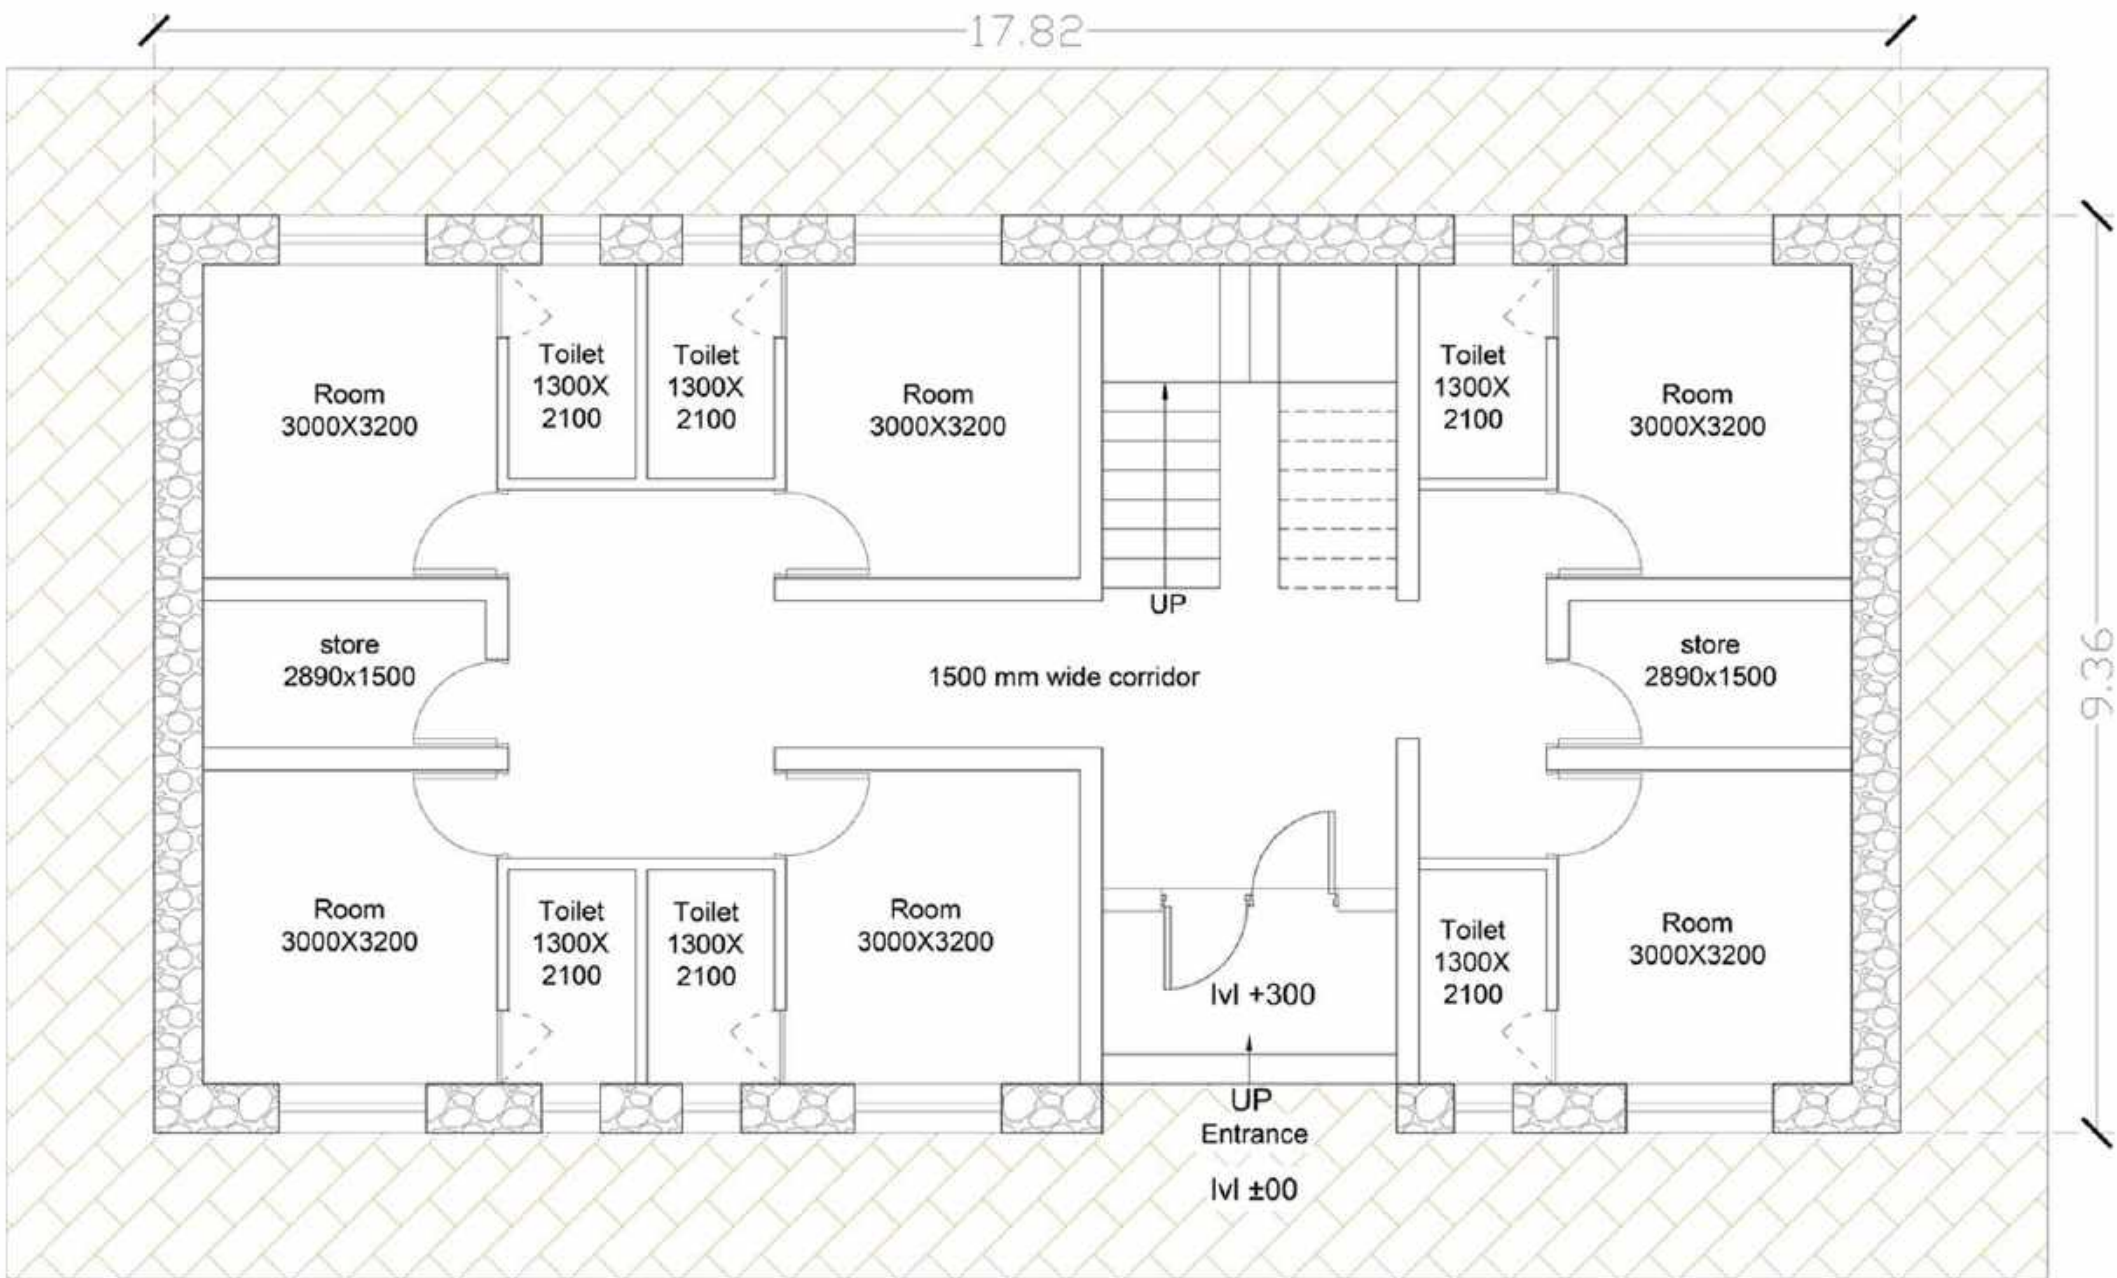 17.82
Room
3000X3200
Toilet
1300X
2100
Toilet
1300X
2100
Room
3000X3200
Toilet
1300X
2100
Room
3000X3200
UP
store
2890x1500
1500 mm wide corridor
store
2890x1500
9.36
Room
3000X3200
Toilet
1300X
2100
Toilet
1300X
2100
Room
3000X3200
lvl +300
Toilet
1300X
2100
Room
3000X3200
UP
Entrance
lvl ±00